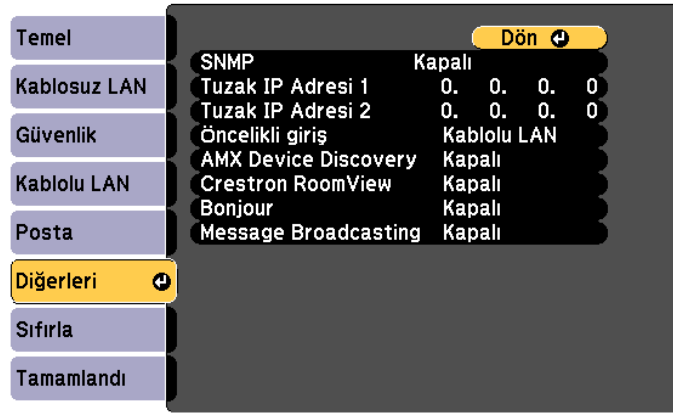 Temel
Kablosuz LAN
Güvenlik
Kablolu LAN
Posta
Diğerleri
Sıfırla
Tamamlandı
Dön
SNMP Kapalı
Tuzak IP Adresi 1 0. 0. 0. 0
Tuzak IP Adresi 2 0. 0. 0. 0
Öncelikli giriş Kablolu LAN
AMX Device Discovery Kapalı
Crestron RoomView Kapalı
Bonjour Kapalı
Message Broadcasting Kapalı